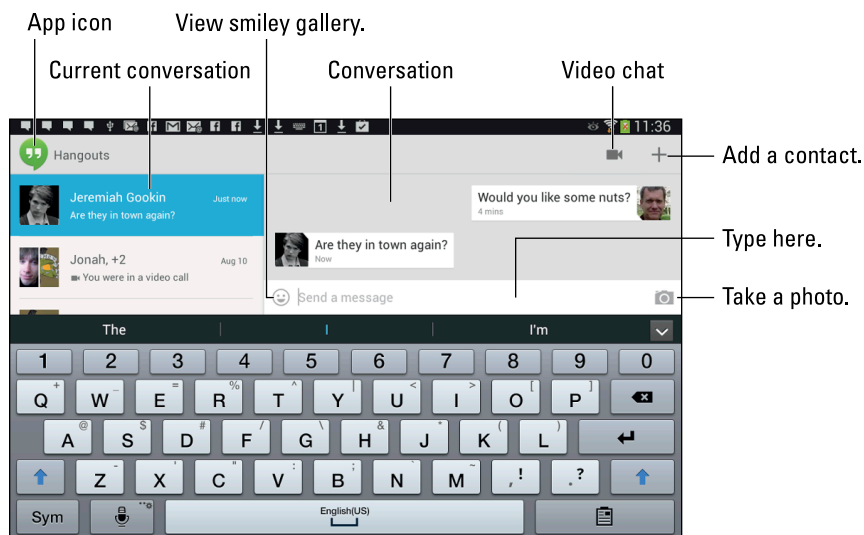 App icon
View smiley gallery.
Current conversation
Conversation
Video chat
1
11:36
Hangouts
Add a contact.
Jeremiah Gookin
Just now
Are they in town again?
Would you like some nuts?
4 mins
Type here.
Are they in town again?
Now
Jonah, +2
Aug 10
You were in a video call
Send a message
Take a photo.
The I I'm
1 2 3 4 5 6 7 8 9 0
+ _ = % ^ | < > [ ]
Q W E R T Y U I O P
@ $ # / \ & * ( )
A S D F G H J K L
- ' " : ; ` ~
Z X C V B N M ,! .?
Sym
English(US)